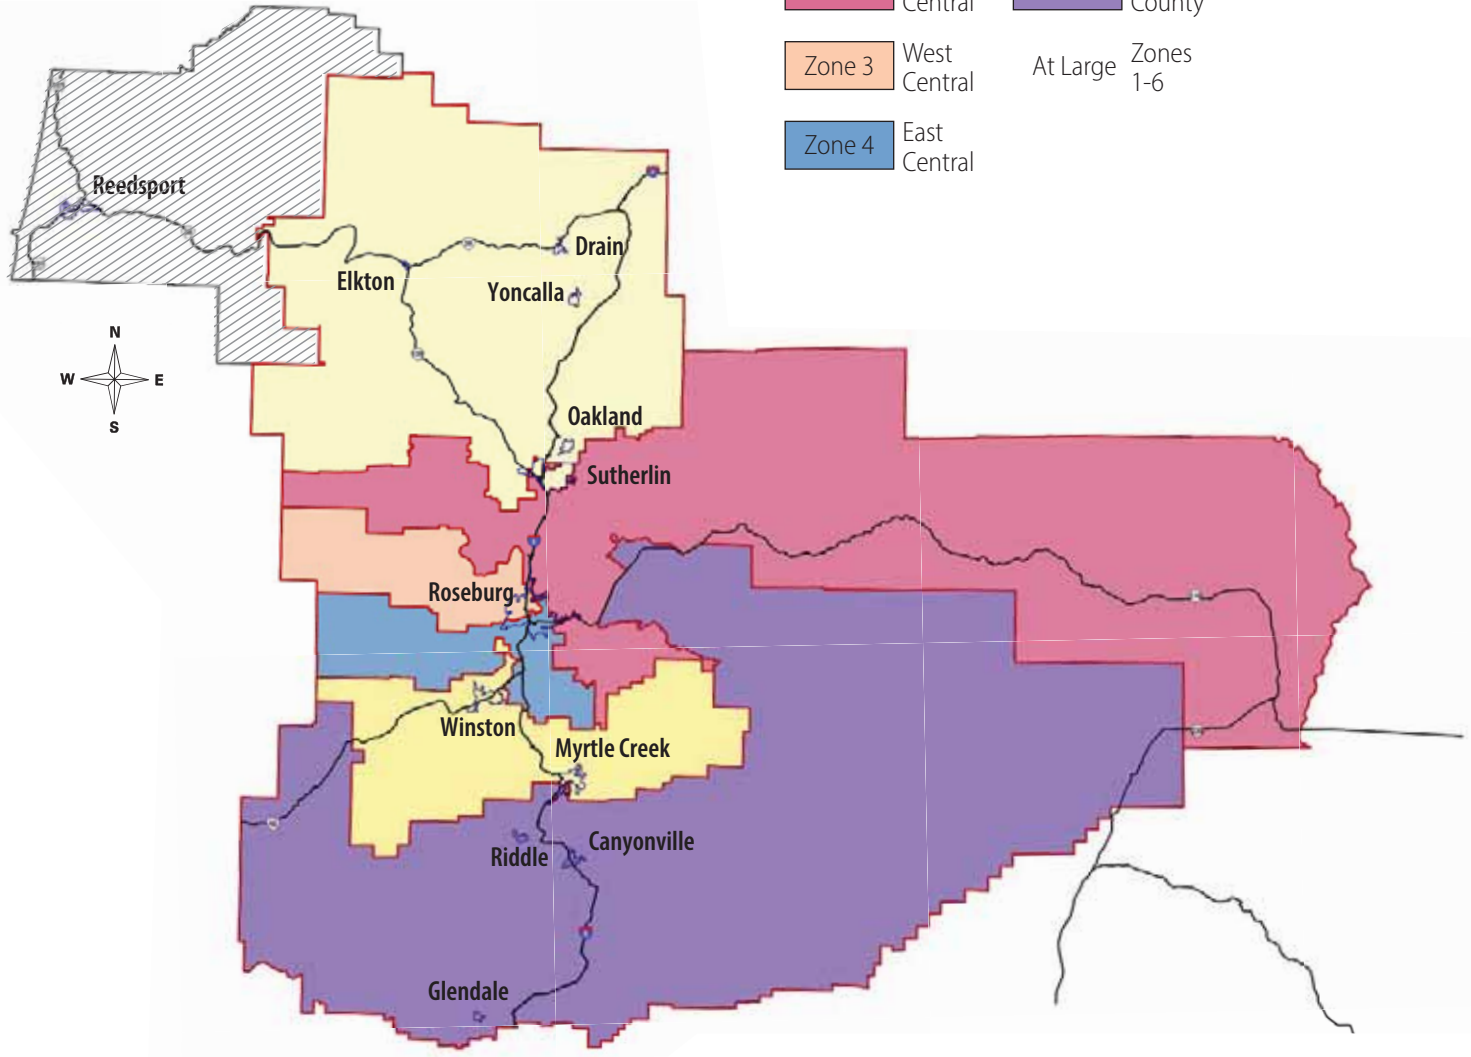 Central
County
Zone 3
West
Central
At Large
Zones
1-6
Zone 4
East
Central
Reedsport
Drain
Elkton
Yoncalla
N
W
E
S
Oakland
Sutherlin
Roseburg
Winston
Myrtle Creek
Canyonville
Riddle
Glendale